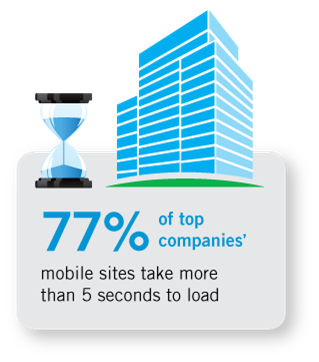 77% of top
companies’
mobile sites take more
than 5 seconds to load